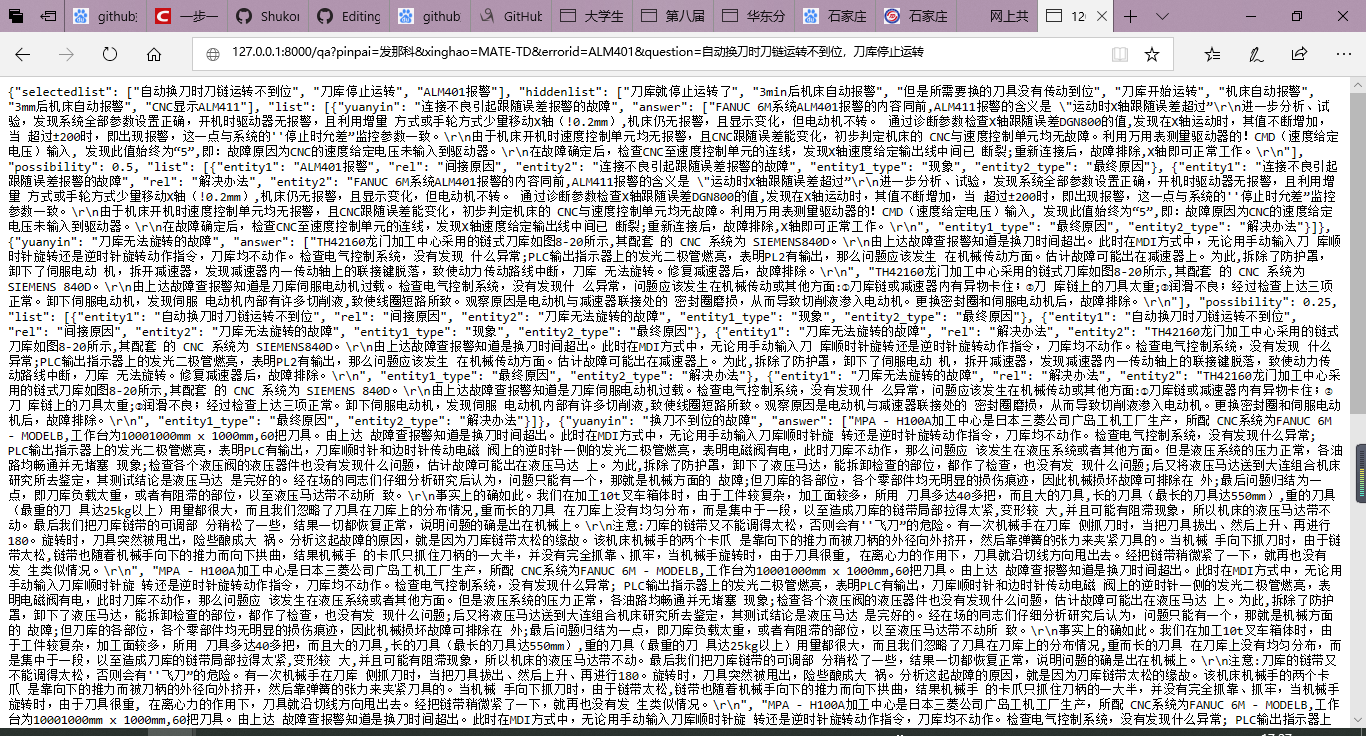 github
一步一
Shukor
Editing
github
GitHub
大学生
第八届
华东分
石家庄
石家庄
网上共
127.0.0.1:8000/qa?pinpai=发那科&xinghao=MATE-TD&errorid=ALM401&question=自动换刀时刀链运转不到位，刀库停止运转
{"selectedlist": ["自动换刀时刀链运转不到位", "刀库停止运转", "ALM401报警"], "hiddenlist": ["刀库就停止运转了", "3min后机床自动报警", "但是所需要换的刀具没有传动到位", "刀库开始运转", "机床自动报警",
"3mm后机床自动报警", "CNC显示ALM411"], "list": [{"yuanyin": "连接不良引起跟随误差报警的故障", "answer": ["FANUC 6M系统ALM401报警的内容同前,ALM411报警的含义是 \"运动时X轴跟随误差超过”\r\n进一步分析、试
验，发现系统全部参数设置正确，开机时驱动器无报警，且利用增量 方式或手轮方式少量移动X轴（!0.2mm）,机床仍无报警，且显示变化，但电动机不转。 通过诊断参数检查X轴跟随误差DGN800的值,发现在X轴运动时，其值不断增加，
当 超过±200时，即出现报警，这一点与系统的''停止时允差”监控参数一致。\r\n由于机床开机时速度控制单元均无报警，且CNC跟随误差能变化，初步判定机床的 CNC与速度控制单元均无故障。利用万用表测量驱动器的! CMD（速度给定
电压）输入, 发现此值始终为“5”,即: 故障原因为CNC的速度给定电压未输入到驱动器。\r\n在故障确定后，检查CNC至速度控制单元的连线，发现X轴速度给定输出线中间已 断裂;重新连接后，故障排除,X轴即可正常工作。\r\n"],
"possibility": 0.5, "list": [{"entity1": "ALM401报警", "rel": "间接原因", "entity2": "连接不良引起跟随误差报警的故障", "entity1_type": "现象", "entity2_type": "最终原因"}, {"entity1": "连接不良引起
跟随误差报警的故障", "rel": "解决办法", "entity2": "FANUC 6M系统ALM401报警的内容同前,ALM411报警的含义是 \"运动时X轴跟随误差超过”\r\n进一步分析、试验，发现系统全部参数设置正确，开机时驱动器无报警，且利用增
量 方式或手轮方式少量移动X轴（!0.2mm）,机床仍无报警，且显示变化，但电动机不转。 通过诊断参数检查X轴跟随误差DGN800的值,发现在X轴运动时，其值不断增加，当 超过±200时，即出现报警，这一点与系统的''停止时允差”监控
参数一致。\r\n由于机床开机时速度控制单元均无报警，且CNC跟随误差能变化，初步判定机床的 CNC与速度控制单元均无故障。利用万用表测量驱动器的! CMD（速度给定电压）输入, 发现此值始终为“5”,即: 故障原因为CNC的速度给定
电压未输入到驱动器。\r\n在故障确定后，检查CNC至速度控制单元的连线，发现X轴速度给定输出线中间已 断裂;重新连接后，故障排除,X轴即可正常工作。\r\n", "entity1_type": "最终原因", "entity2_type": "解决办法"}]},
{"yuanyin": "刀库无法旋转的故障", "answer": ["TH42160龙门加工中心采用的链式刀库如图8-20所示,其配套 的 CNC 系统为 SIEMENS840D。\r\n由上达故障查报警知道是换刀时间超出。此时在MDI方式中，无论用手动输入刀 库顺
时针旋转还是逆时针旋转动作指令，刀库均不动作。检查电气控制系统，没有发现 什么异常;PLC输出指示器上的发光二极管燃亮，表明PL2有输出，那么问题应该发生 在机械传动方面。估计故障可能出在减速器上。为此,拆除了防护罩，
卸下了伺服电动 机，拆开减速器，发现减速器内一传动轴上的联接键脱落，致使动力传动路线中断，刀库 无法旋转。修复减速器后，故障排除。\r\n", "TH42160龙门加工中心采用的链式刀库如图8-20所示,其配套 的 CNC 系统为
SIEMENS 840D。\r\n由上达故障查报警知道是刀库伺服电动机过载。检查电气控制系统，没有发现什 么异常，问题应该发生在机械传动或其他方面:①刀库链或减速器内有异物卡住；②刀 库链上的刀具太重;③润滑不良；经过检查上达三项
正常。卸下伺服电动机，发现伺服 电动机内部有许多切削液,致使线圈短路所致。观察原因是电动机与减速器联接处的 密封圈磨损，从而导致切削液渗入电动机。更换密封圈和伺服电动机后，故障排除。\r\n"], "possibility": 0.25,
"list": [{"entity1": "自动换刀时刀链运转不到位", "rel": "间接原因", "entity2": "刀库无法旋转的故障", "entity1_type": "现象", "entity2_type": "最终原因"}, {"entity1": "自动换刀时刀链运转不到位",
"rel": "间接原因", "entity2": "刀库无法旋转的故障", "entity1_type": "现象", "entity2_type": "最终原因"}, {"entity1": "刀库无法旋转的故障", "rel": "解决办法", "entity2": "TH42160龙门加工中心采用的链式
刀库如图8-20所示,其配套 的 CNC 系统为 SIEMENS840D。\r\n由上达故障查报警知道是换刀时间超出。此时在MDI方式中，无论用手动输入刀 库顺时针旋转还是逆时针旋转动作指令，刀库均不动作。检查电气控制系统，没有发现 什么异
常;PLC输出指示器上的发光二极管燃亮，表明PL2有输出，那么问题应该发生 在机械传动方面。估计故障可能出在减速器上。为此,拆除了防护罩，卸下了伺服电动 机，拆开减速器，发现减速器内一传动轴上的联接键脱落，致使动力传
动路线中断，刀库 无法旋转。修复减速器后，故障排除。\r\n", "entity1_type": "最终原因", "entity2_type": "解决办法"}, {"entity1": "刀库无法旋转的故障", "rel": "解决办法", "entity2": "TH42160龙门加工中心采
用的链式刀库如图8-20所示,其配套 的 CNC 系统为 SIEMENS 840D。\r\n由上达故障查报警知道是刀库伺服电动机过载。检查电气控制系统，没有发现什 么异常，问题应该发生在机械传动或其他方面:①刀库链或减速器内有异物卡住；②
刀 库链上的刀具太重;③润滑不良；经过检查上达三项正常。卸下伺服电动机，发现伺服 电动机内部有许多切削液,致使线圈短路所致。观察原因是电动机与减速器联接处的 密封圈磨损，从而导致切削液渗入电动机。更换密封圈和伺服电动
机后，故障排除。\r\n", "entity1_type": "最终原因", "entity2_type": "解决办法"}]}, {"yuanyin": "换刀不到位的故障", "answer": ["MPA - H100A加工中心是日本三菱公司广岛工机工厂生产，所配 CNC系统为FANUC 6M
- MODELB,工作台为10001000mm x 1000mm,60把刀具。由上达 故障查报警知道是换刀时间超出。此时在MDI方式中，无论用手动输入刀库顺时针旋 转还是逆时针旋转动作指令，刀库均不动作。检查电气控制系统，没有发现什么异常;
PLC输出指示器上的发光二极管燃亮，表明PLC有输出，刀库顺时针和边时针传动电磁 阀上的逆时针一侧的发光二极管燃亮，表明电磁阀有电，此时刀库不动作，那么问题应 该发生在液压系统或者其他方面。但是液压系统的压力正常，各油
路均畅通并无堵塞 现象;检查各个液压阀的液压器件也没有发现什么问题，估计故障可能出在液压马达 上。为此，拆除了防护罩，卸下了液压马达，能拆卸检查的部位，都作了检查，也没有发 现什么问题;后又将液压马达送到大连组合机床
研究所去鉴定，其测试结论是液压马达 是完好的。经在场的同志们仔细分析研究后认为，问题只能有一个，那就是机械方面的 故障;但刀库的各部位，各个零部件均无明显的损伤痕迹，因此机械损坏故障可排除在 外;最后问题归结为一
点，即刀库负载太重，或者有阻滞的部位，以至液压马达带不动所 致。\r\n事实上的确如此。我们在加工10t叉车箱体时，由于工件较复杂，加工面较多，所用 刀具多达40多把，而且大的刀具,长的刀具（最长的刀具达550mm）,重的刀具
（最重的刀 具达25kg以上）用量都很大，而且我们忽略了刀具在刀库上的分布情况,重而长的刀具 在刀库上没有均匀分布，而是集中于一段，以至造成刀库的链带局部拉得太紧,变形较 大,并且可能有阻滞现象，所以机床的液压马达带不
动。最后我们把刀库链带的可调部 分稍松了一些，结果一切都恢复正常，说明问题的确是出在机械上。\r\n注意:刀库的链带又不能调得太松，否则会有''飞刀”的危险。有一次机械手在刀库 侧抓刀时，当把刀具拔出、然后上升、再进行
180。旋转时，刀具突然被甩出，险些酿成大 祸。分析这起故障的原因，就是因为刀库链带太松的缘故。该机床机械手的两个卡爪 是靠向下的推力而被刀柄的外径向外挤开，然后靠弹簧的张力来夹紧刀具的。当机械 手向下抓刀时，由于链
带太松,链带也随着机械手向下的推力而向下拱曲，结果机械手 的卡爪只抓住刀柄的一大半，并没有完全抓靠、抓牢，当机械手旋转时，由于刀具很重, 在离心力的作用下，刀具就沿切线方向甩出去。经把链带稍微紧了一下，就再也没有
发 生类似情况。\r\n", "MPA - H100A加工中心是日本三菱公司广岛工机工厂生产，所配 CNC系统为FANUC 6M - MODELB,工作台为10001000mm x 1000mm,60把刀具。由上达 故障查报警知道是换刀时间超出。此时在MDI方式中，无论用
手动输入刀库顺时针旋 转还是逆时针旋转动作指令，刀库均不动作。检查电气控制系统，没有发现什么异常; PLC输出指示器上的发光二极管燃亮，表明PLC有输出，刀库顺时针和边时针传动电磁 阀上的逆时针一侧的发光二极管燃亮，表
明电磁阀有电，此时刀库不动作，那么问题应 该发生在液压系统或者其他方面。但是液压系统的压力正常，各油路均畅通并无堵塞 现象;检查各个液压阀的液压器件也没有发现什么问题，估计故障可能出在液压马达 上。为此，拆除了防护
罩，卸下了液压马达，能拆卸检查的部位，都作了检查，也没有发 现什么问题;后又将液压马达送到大连组合机床研究所去鉴定，其测试结论是液压马达 是完好的。经在场的同志们仔细分析研究后认为，问题只能有一个，那就是机械方面
的 故障;但刀库的各部位，各个零部件均无明显的损伤痕迹，因此机械损坏故障可排除在 外;最后问题归结为一点，即刀库负载太重，或者有阻滞的部位，以至液压马达带不动所 致。\r\n事实上的确如此。我们在加工10t叉车箱体时，由
于工件较复杂，加工面较多，所用 刀具多达40多把，而且大的刀具,长的刀具（最长的刀具达550mm）,重的刀具（最重的刀 具达25kg以上）用量都很大，而且我们忽略了刀具在刀库上的分布情况,重而长的刀具 在刀库上没有均匀分布，而
是集中于一段，以至造成刀库的链带局部拉得太紧,变形较 大,并且可能有阻滞现象，所以机床的液压马达带不动。最后我们把刀库链带的可调部 分稍松了一些，结果一切都恢复正常，说明问题的确是出在机械上。\r\n注意:刀库的链带又
不能调得太松，否则会有''飞刀”的危险。有一次机械手在刀库 侧抓刀时，当把刀具拔出、然后上升、再进行180。旋转时，刀具突然被甩出，险些酿成大 祸。分析这起故障的原因，就是因为刀库链带太松的缘故。该机床机械手的两个卡
爪 是靠向下的推力而被刀柄的外径向外挤开，然后靠弹簧的张力来夹紧刀具的。当机械 手向下抓刀时，由于链带太松,链带也随着机械手向下的推力而向下拱曲，结果机械手 的卡爪只抓住刀柄的一大半，并没有完全抓靠、抓牢，当机械手
旋转时，由于刀具很重, 在离心力的作用下，刀具就沿切线方向甩出去。经把链带稍微紧了一下，就再也没有发 生类似情况。\r\n", "MPA - H100A加工中心是日本三菱公司广岛工机工厂生产，所配 CNC系统为FANUC 6M - MODELB,工作
台为10001000mm x 1000mm,60把刀具。由上达 故障查报警知道是换刀时间超出。此时在MDI方式中，无论用手动输入刀库顺时针旋 转还是逆时针旋转动作指令，刀库均不动作。检查电气控制系统，没有发现什么异常; PLC输出指示器上